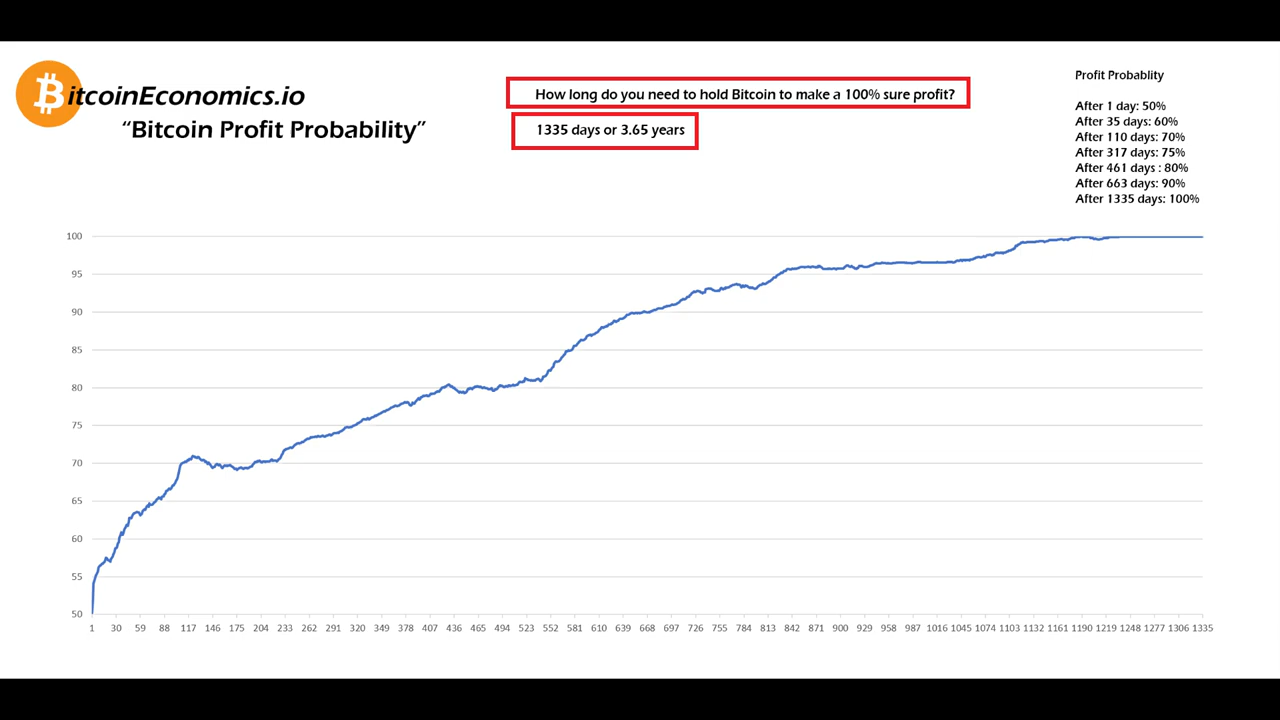 BitcoinEconomics.io
“Bitcoin Profit Probability”
How long do you need to hold Bitcoin to make a 100% sure profit?
1335 days or 3.65 years
Profit Probablity
After 1 day: 50%
After 35 days: 60%
After 110 days: 70%
After 317 days: 75%
After 461 days : 80%
After 663 days: 90%
After 1335 days: 100%
100
95
90
85
80
75
70
65
60
55
50
1 30 59 88 117 146 175 204 233 262 291 320 349 378 407 436 465 494 523 552 581 610 639 668 697 726 755 784 813 842 871 900 929 958 987 1016 1045 1074 1103 1132 1161 1190 1219 1248 1277 1306 1335